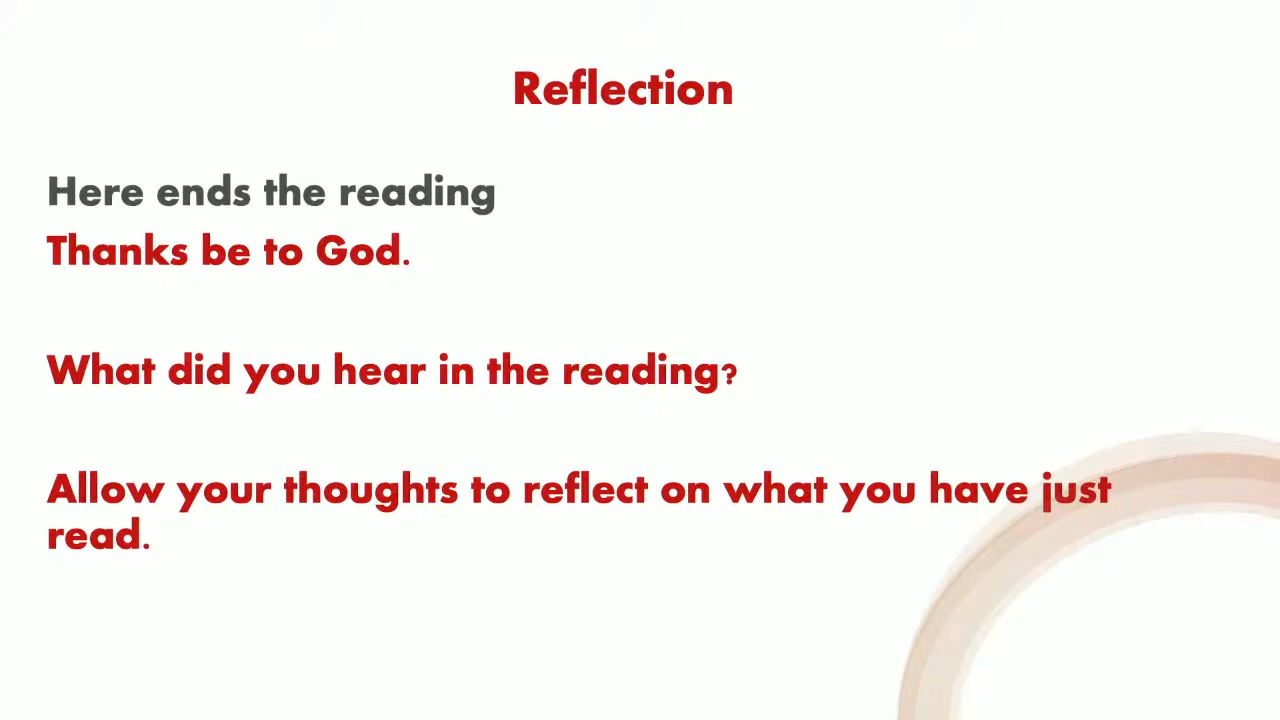 Reflection
Here ends the reading
Thanks be to God.
What did you hear in the reading?
Allow your thoughts to reflect on what you have just
read.